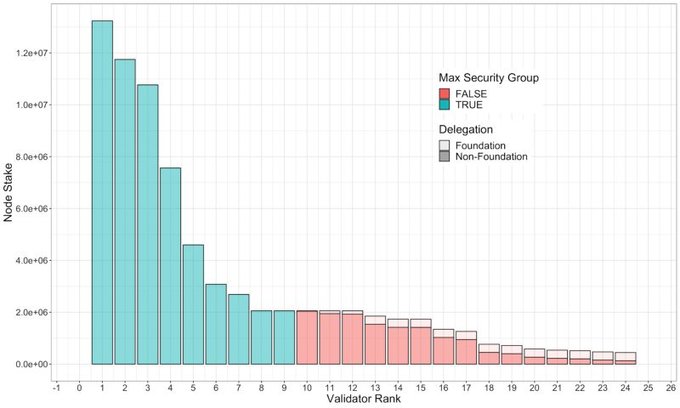 Node Stake
1.2e+07
1.0e+07
8.0e+06
6.0e+06
4.0e+06
2.0e+06
0.0e+00
Max Security Group
FALSE
TRUE
Delegation
Foundation
Non-Foundation
-1 0 1 2 3 4 5 6 7 8 9 10 11 12 13 14 15 16 17 18 19 20 21 22 23 24 25 26
Validator Rank